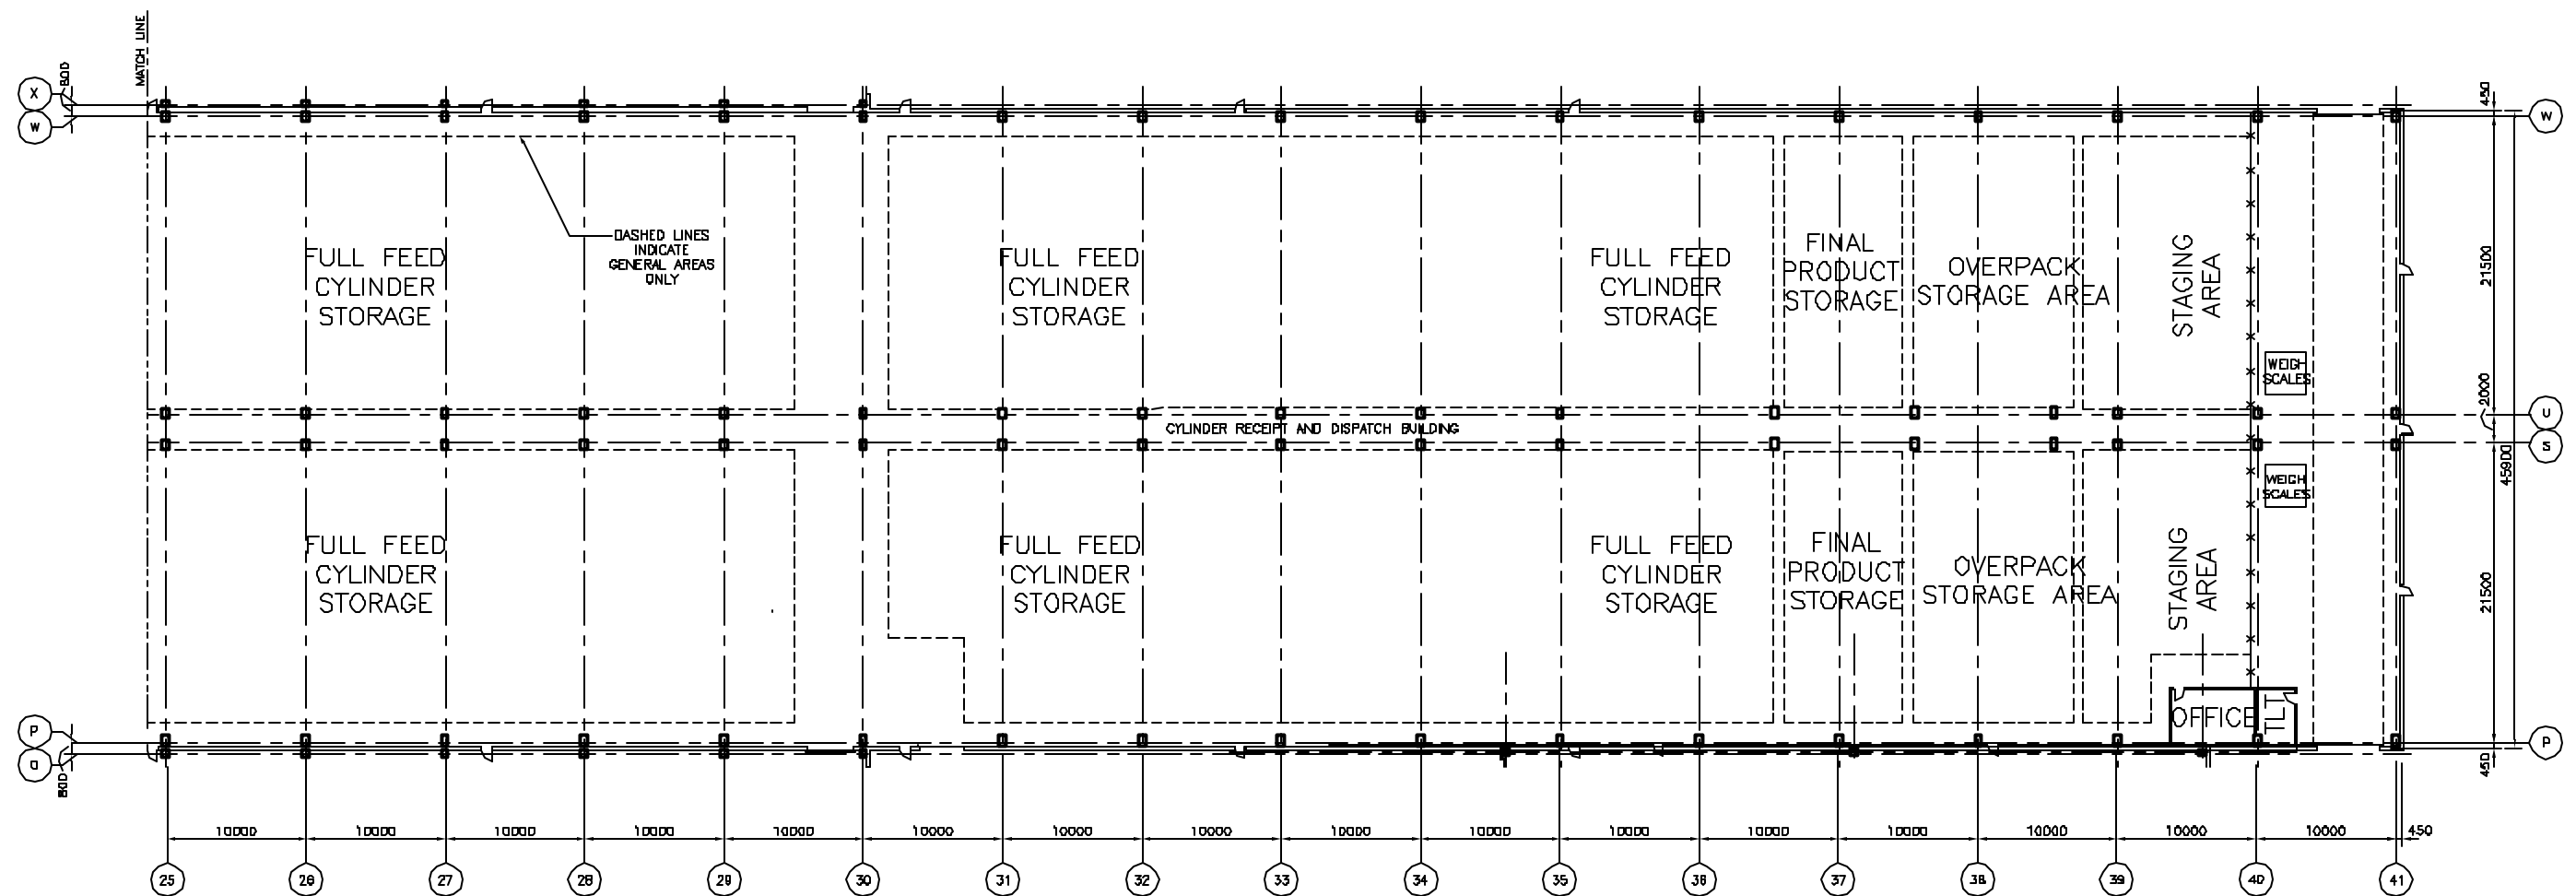 MATCH LINE
800
X
W
450
W
DASHED LINES
INDICATE
GENERAL AREAS
ONLY
FULL FEED
CYLINDER
STORAGE
FULL FEED
CYLINDER
STORAGE
FULL FEED
CYLINDER
STORAGE
FINAL
PRODUCT
STORAGE
OVERPACK
STORAGE AREA
STAGING
AREA
21500
WEIGH
SCALES
2000
U
CYLINDER RECEIPT AND DISPATCH BUILDING
S
45900
WEIGH
SCALES
FULL FEED
CYLINDER
STORAGE
FULL FEED
CYLINDER
STORAGE
FULL FEED
CYLINDER
STORAGE
FINAL
PRODUCT
STORAGE
OVERPACK
STORAGE AREA
STAGING
AREA
21500
OFFICE
TLT
P
P
450
800
10000 10000 10000 10000 10000 10000 10000 10000 10000 10000 10000 10000 10000 10000 10000 10000 450
25 26 27 28 29 30 31 32 33 34 35 36 37 38 39 40 41